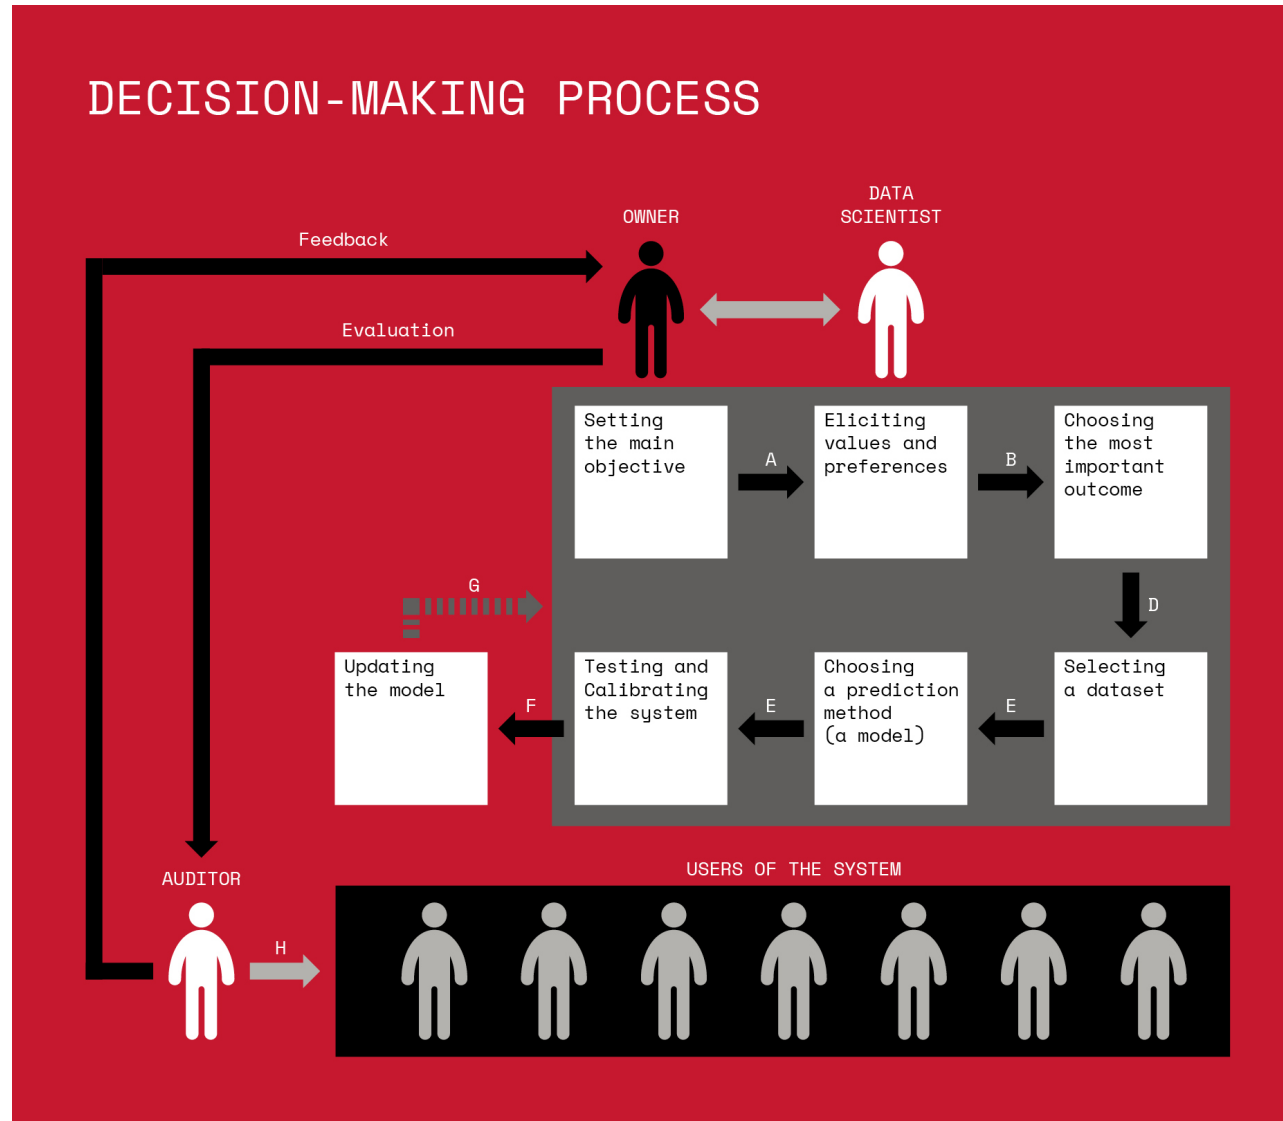 DECISION-MAKING PROCESS
DATA
SCIENTIST
OWNER
Feedback
Evaluation
Setting
the main
objective
A
Eliciting
values and
preferences
B
Choosing
the most
important
outcome
D
G
Updating
the model
F
Testing and
Calibrating
the system
E
Choosing
a prediction
method
(a model)
E
Selecting
a dataset
AUDITOR
H
USERS OF THE SYSTEM